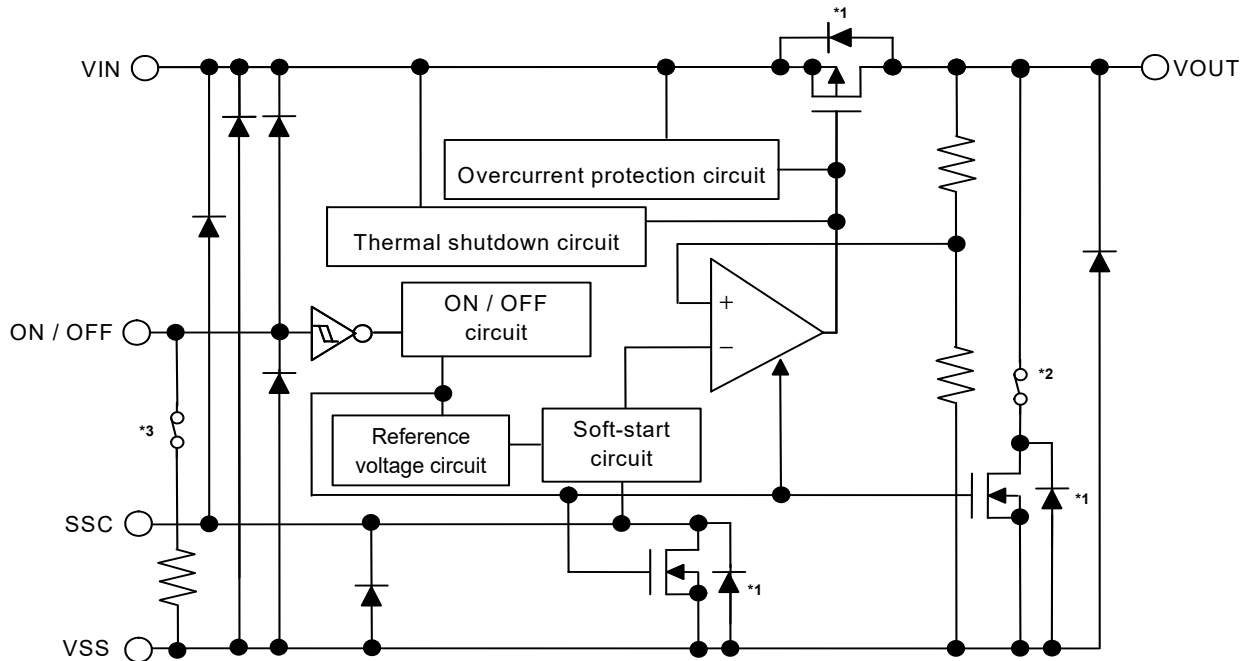 *1
VIN
VOUT
Overcurrent protection circuit
Thermal shutdown circuit
ON / OFF
circuit
+
ON / OFF
−
*2
*3
Reference
voltage circuit
Soft-start
circuit
*1
SSC
*1
VSS